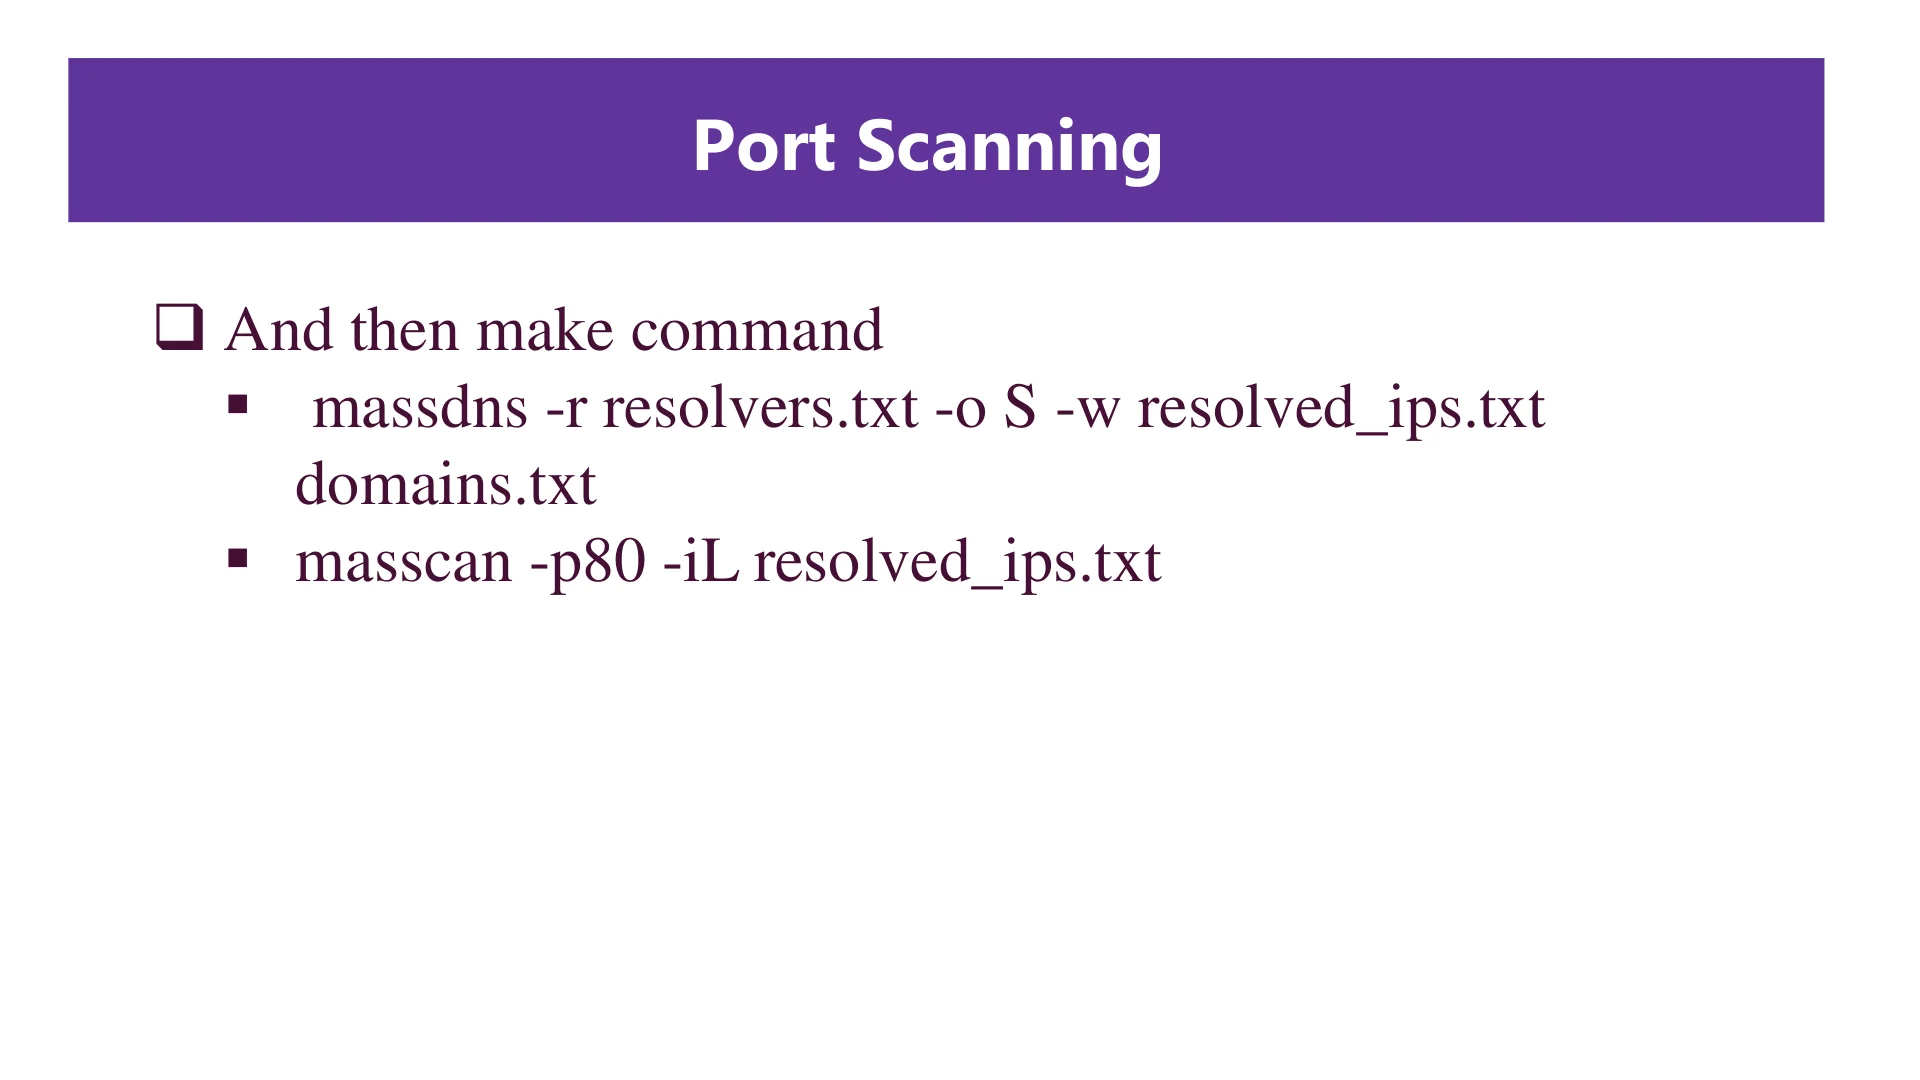 Port Scanning
❑ And then make command
▪ massdns -r resolvers.txt -o S -w resolved_ips.txt
domains.txt
▪ masscan -p80 -iL resolved_ips.txt